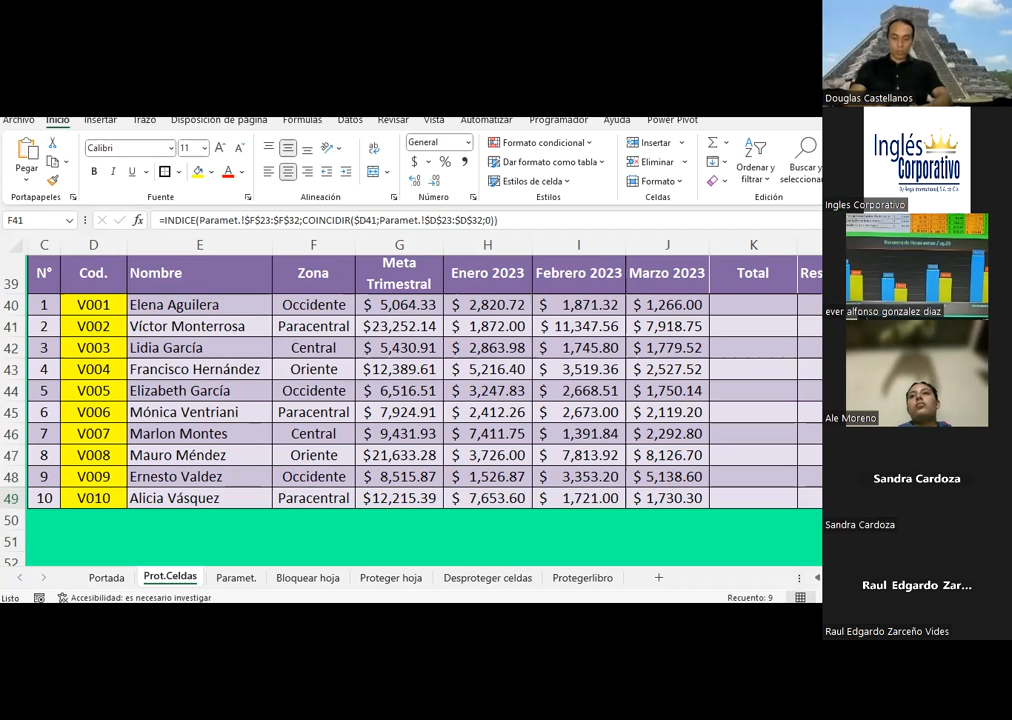 Archivo Inicio Insertar Trazo Disposición de página Fórmulas Datos Revisar Vista Automatizar Programador Ayuda Power Pivot
Pegar
Portapapeles
Calibri 11
N I U
Fuente
Alineación
General
$ % 
Número
Formato condicional
Dar formato como tabla
Estilos de celda
Estilos
Insertar
Eliminar
Formato
Celdas
Ordenar y
filtrar
Buscar y
seleccionar
Edición
F41 fx =INDICE(Paramet.!$F$23:$F$32;COINCIDIR($D41;Paramet.!$D$23:$D$32;0))
C D E F G H I J K
39 N° Cod. Nombre Zona Meta Trimestral Enero 2023 Febrero 2023 Marzo 2023 Total Res
40 1 V001 Elena Aguilera Occidente $ 5,064.33 $ 2,820.72 $ 1,871.32 $ 1,266.00
41 2 V002 Víctor Monterrosa Paracentral $23,252.14 $ 1,872.00 $ 11,347.56 $ 7,918.75
42 3 V003 Lidia García Central $ 5,430.91 $ 2,863.98 $ 1,745.80 $ 1,779.52
43 4 V004 Francisco Hernández Oriente $12,389.61 $ 5,216.40 $ 3,519.36 $ 2,527.52
44 5 V005 Elizabeth García Occidente $ 6,516.51 $ 3,247.83 $ 2,668.51 $ 1,750.14
45 6 V006 Mónica Ventriani Paracentral $ 7,924.91 $ 2,412.26 $ 2,673.00 $ 2,119.20
46 7 V007 Marlon Montes Central $ 9,431.93 $ 7,411.75 $ 1,391.84 $ 2,292.80
47 8 V008 Mauro Méndez Oriente $21,633.28 $ 3,726.00 $ 7,813.92 $ 8,126.70
48 9 V009 Ernesto Valdez Occidente $ 8,515.87 $ 1,526.87 $ 3,353.20 $ 5,138.60
49 10 V010 Alicia Vásquez Paracentral $12,215.39 $ 7,653.60 $ 1,721.00 $ 1,730.30
50
51
52
Portada Prot.Celdas Paramet. Bloquear hoja Proteger hoja Desproteger celdas Protegerlibro
Listo Accesibilidad: es necesario investigar Recuento: 9
Douglas Castellanos
Inglés
Corporativo
Ingles Corporativo
ever alfonso gonzalez diaz
Ale Moreno
Sandra Cardoza
Sandra Cardoza
Raul Edgardo Zar...
Raul Edgardo Zarceño Vides